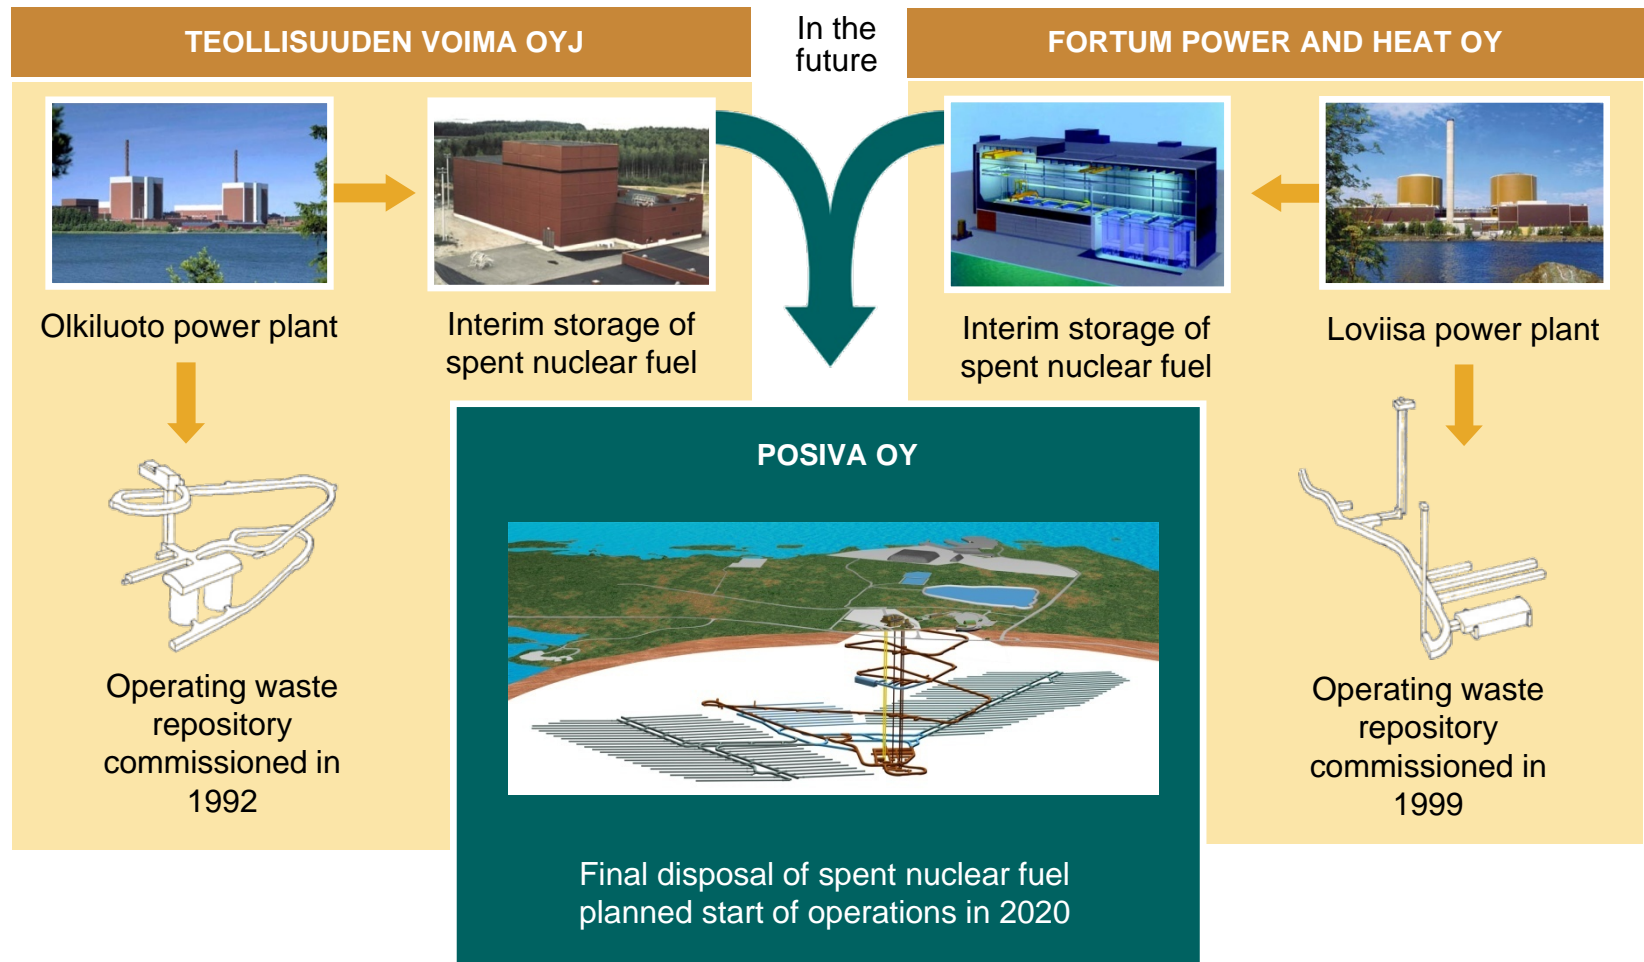 TEOLLISUUDEN VOIMA OYJ
In the
future
FORTUM POWER AND HEAT OY
Olkiluoto power plant
Interim storage of
spent nuclear fuel
Interim storage of
spent nuclear fuel
Loviisa power plant
POSIVA OY
Operating waste
repository
commissioned in
1992
Operating waste
repository
commissioned in
1999
Final disposal of spent nuclear fuel
planned start of operations in 2020